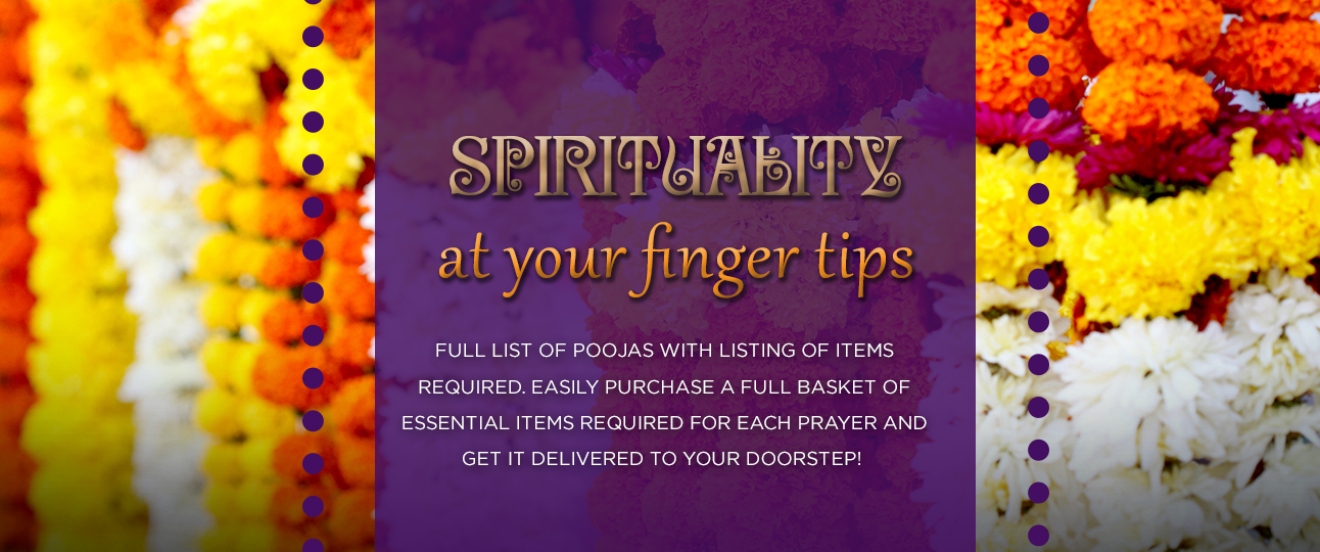 SPIRITUALITY
at your finger tips
FULL LIST OF POOJAS WITH LISTING OF ITEMS
REQUIRED. EASILY PURCHASE A FULL BASKET OF
ESSENTIAL ITEMS REQUIRED FOR EACH PRAYER AND
GET IT DELIVERED TO YOUR DOORSTEP!